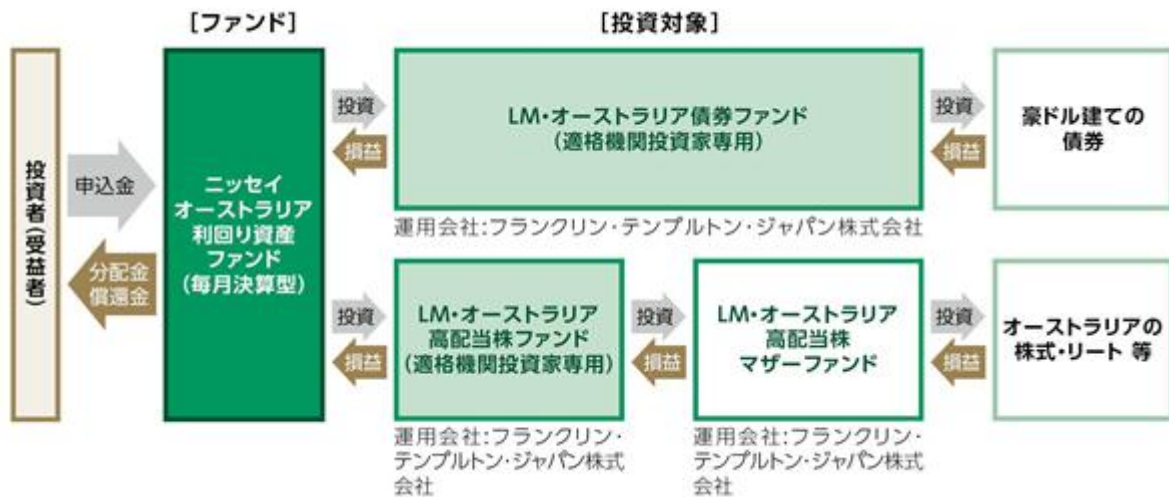 ［ファンド］
［投資対象］
投資者（受益者）
申込金
分配金
償還金
ニッセイ
オーストラリア
利回り資産
ファンド
（毎月決算型）
投資
損益
LM・オーストラリア債券ファンド
（適格機関投資家専用）
運用会社：フランクリン・テンプルトン・ジャパン株式会社
投資
損益
豪ドル建ての
債券
投資
損益
LM・オーストラリア
高配当株ファンド
（適格機関投資家専用）
運用会社：フランクリン・
テンプルトン・ジャパン株式
会社
投資
損益
LM・オーストラリア
高配当株
マザーファンド
運用会社：フランクリン・
テンプルトン・ジャパン株式
会社
投資
損益
オーストラリアの
株式・リート 等